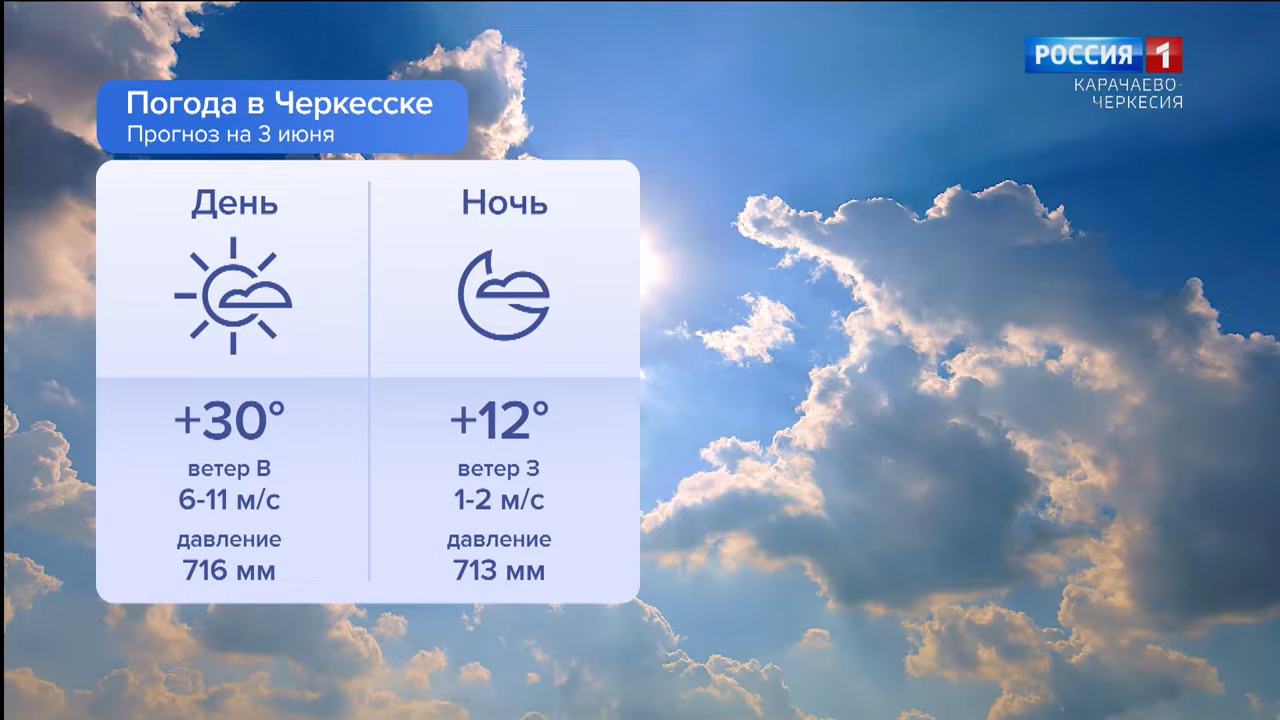 РОССИЯ 1
КАРАЧАЕВО-
ЧЕРКЕСИЯ
Погода в Черкесске
Прогноз на 3 июня
День
+30°
ветер В
6-11 м/с
давление
716 мм
Ночь
+12°
ветер З
1-2 м/с
давление
713 мм